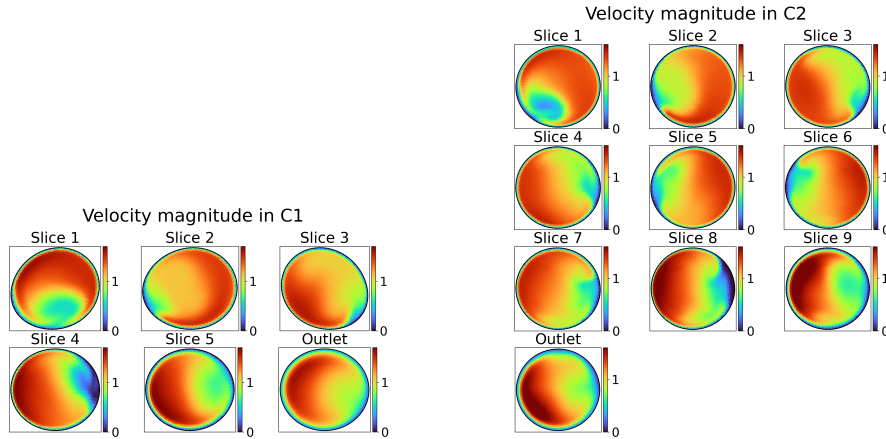 Velocity magnitude in C2
Slice 1 Slice 2 Slice 3
1 1 1
0 0 0
Slice 4 Slice 5 Slice 6
1 1 1
0 0 0
Velocity magnitude in C1
Slice 1 Slice 2 Slice 3
1 1 1
0 0 0
Slice 7 Slice 8 Slice 9
1 1 1
0 0 0
Slice 4 Slice 5 Outlet
1 1 1
0 0 0
Outlet
1
0